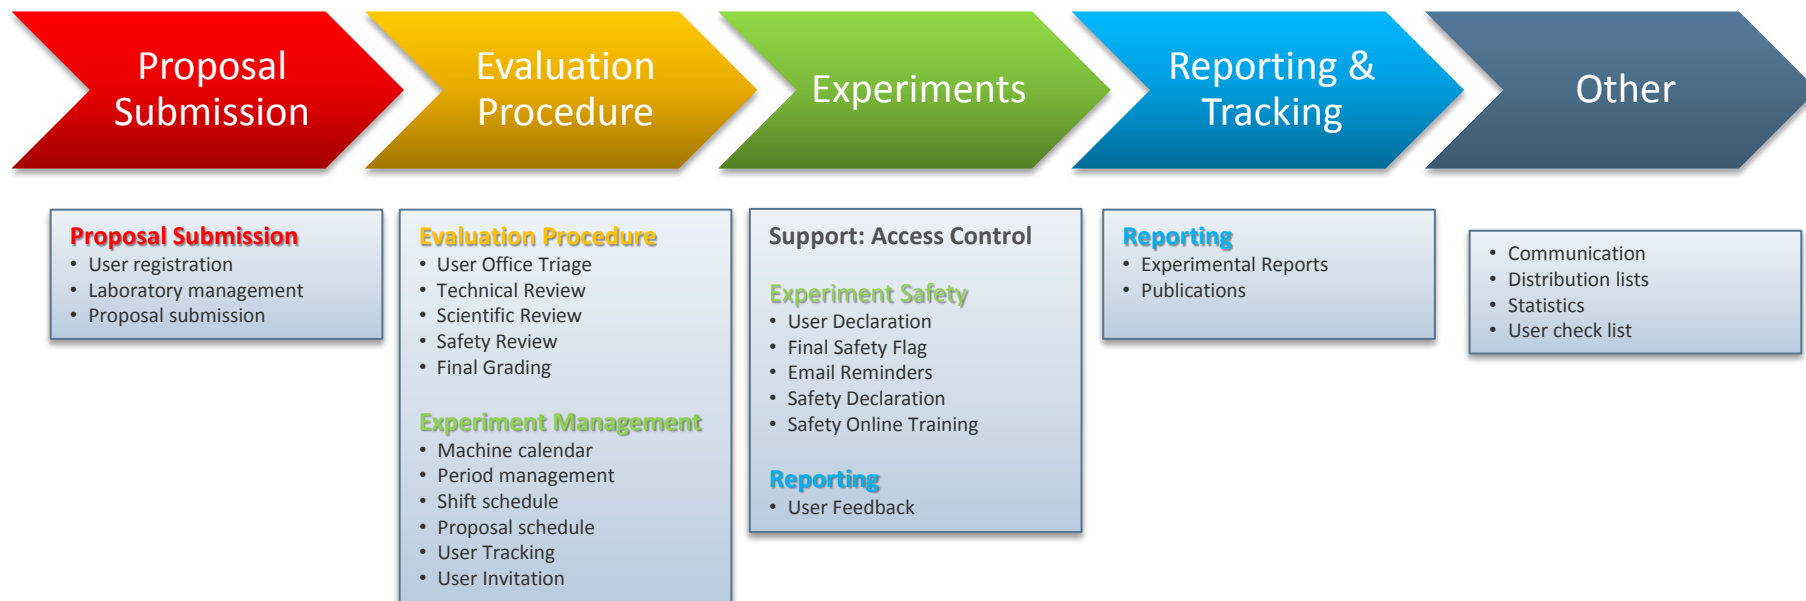 Proposal
Submission
Evaluation
Procedure
Experiments
Reporting &
Tracking
Other
Proposal Submission
• User registration
• Laboratory management
• Proposal submission
Evaluation Procedure
• User Office Triage
• Technical Review
• Scientific Review
• Safety Review
• Final Grading
Experiment Management
• Machine calendar
• Period management
• Shift schedule
• Proposal schedule
• User Tracking
• User Invitation
Support: Access Control
Experiment Safety
• User Declaration
• Final Safety Flag
• Email Reminders
• Safety Declaration
• Safety Online Training
Reporting
• User Feedback
Reporting
• Experimental Reports
• Publications
• Communication
• Distribution lists
• Statistics
• User check list